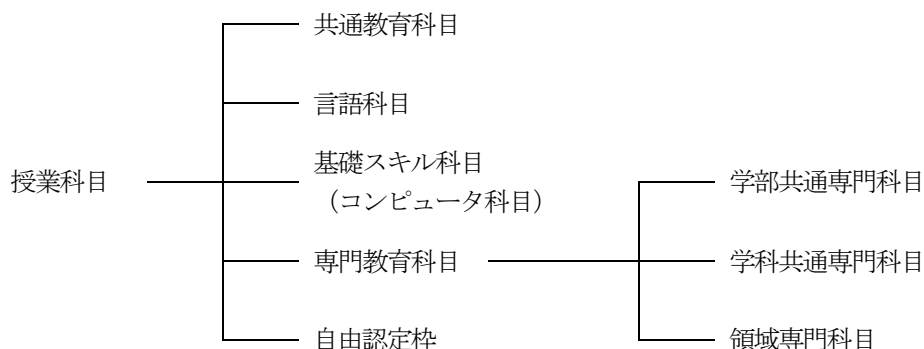 共通教育科目
言語科目
基礎スキル科目
（コンピュータ科目）
授業科目
学部共通専門科目
専門教育科目
学科共通専門科目
自由認定枠
領域専門科目